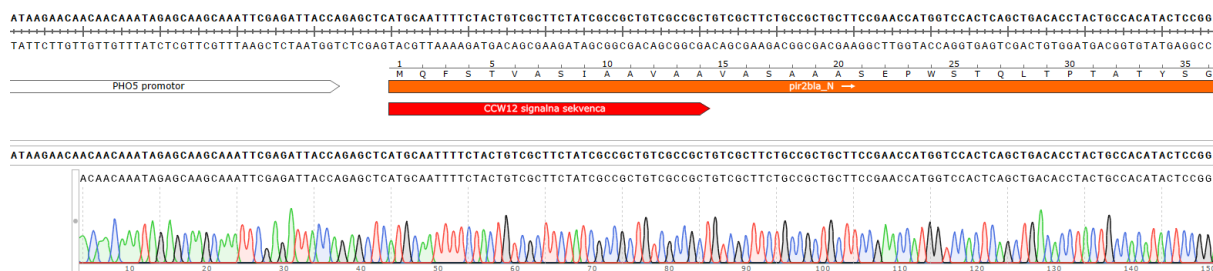 ATAAGAACAACAACAAATAGAGCAAGCAAATTCGAGATTACCAGAGCTCATGCAATTTTCTACTGTCGCTTCTATCGCCGCTGTCGCCGCTGTCGCTTCTGCCGCTGCTTCCGAACCATGGTCCACTCAGCTGACACCTACTGCCACATACTCCGG
TATTCTTGTTGTTGTTTATCTCGTTCGTTTAAGCTCTAATGGTCTCGAGTACGTTAAAAGATGACAGCGAAGATAGCGGCGACAGCGGCGACAGCGAAGACGGCGACGAAGGCTTGGTACCAGGTGAGTCGACTGTGGATGACGGTGTATGAGGCC
1 5 10 15 20 25 30 35
M Q F S T V A S I A A V A A V A S A A A S E P W S T Q L T P T A T Y S G
PHO5 promotor pir2bla_N
CCW12 signalna sekvenca
ATAAGAACAACAACAAATAGAGCAAGCAAATTCGAGATTACCAGAGCTCATGCAATTTTCTACTGTCGCTTCTATCGCCGCTGTCGCCGCTGTCGCTTCTGCCGCTGCTTCCGAACCATGGTCCACTCAGCTGACACCTACTGCCACATACTCCGG
ACAACAAATAGAGCAAGCAAATTCGAGATTACCAGAGCTCATGCAATTTTCTACTGTCGCTTCTATCGCCGCTGTCGCCGCTGTCGCTTCTGCCGCTGCTTCCGAACCATGGTCCACTCAGCTGACACCTACTGCCACATACTCCGG
10 20 30 40 50 60 70 80 90 100 110 120 130 140 150